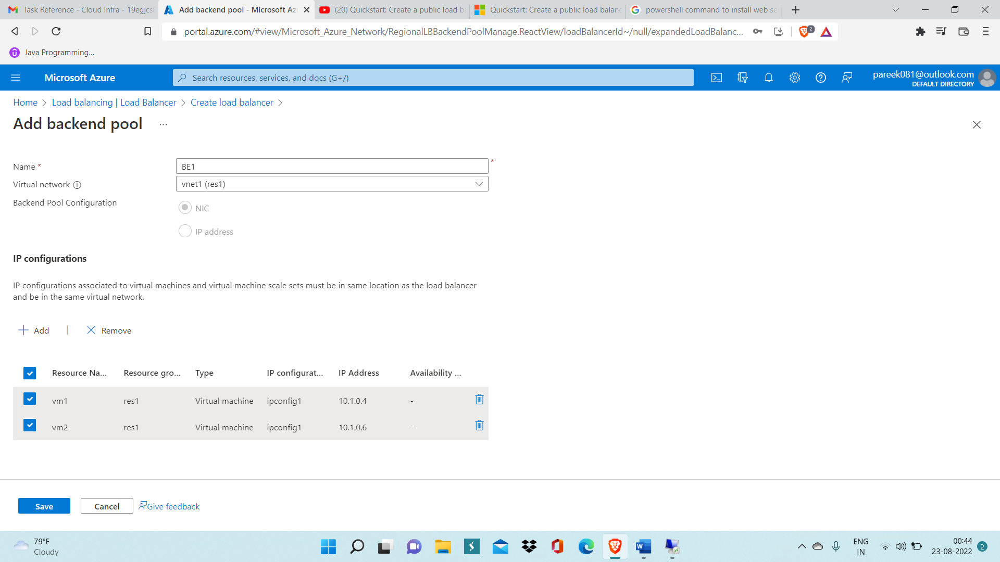 Task Reference - Cloud Infra - 19egjcs
Add backend pool - Microsoft Az
(20) Quickstart: Create a public load ba
Quickstart: Create a public load balanc
powershell command to install web se
portal.azure.com/#view/Microsoft_Azure_Network/RegionalLBBackendPoolManage.ReactView/loadBalancerId~/null/expandedLoadBalanc...
2
Java Programming...
Microsoft Azure
Search resources, services, and docs (G+/)
pareek081@outlook.com
DEFAULT DIRECTORY
Home > Load balancing | Load Balancer > Create load balancer >
Add backend pool ...
Name * BE1 *
Virtual network vnet1 (res1)
Backend Pool Configuration
NIC
IP address
IP configurations
IP configurations associated to virtual machines and virtual machine scale sets must be in same location as the load balancer
and be in the same virtual network.
Add | Remove
Resource Na... Resource gro... Type IP configurat... IP Address Availability ...
vm1 res1 Virtual machine ipconfig1 10.1.0.4 -
vm2 res1 Virtual machine ipconfig1 10.1.0.6 -
Save Cancel Give feedback
79°F
Cloudy
ENG
IN
00:44
23-08-2022
2